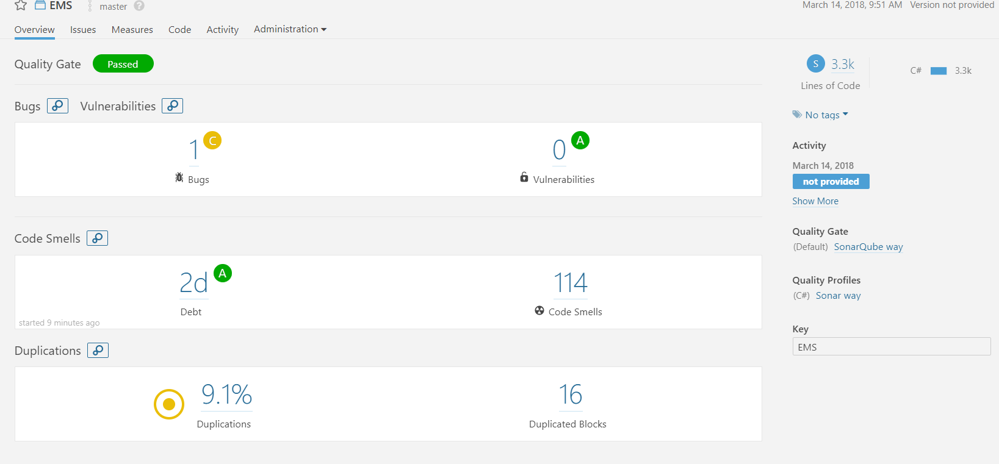 EMS master ?
March 14, 2018, 9:51 AM Version not provided
Overview Issues Measures Code Activity Administration
Quality Gate Passed
Bugs Vulnerabilities
1 C
Bugs
0 A
Vulnerabilities
Code Smells
2d A
Debt
started 9 minutes ago
114
Code Smells
Duplications
9.1%
Duplications
16
Duplicated Blocks
S 3.3k
Lines of Code
C# 3.3k
No tags
Activity
March 14, 2018
not provided
Show More
Quality Gate
(Default) SonarQube way
Quality Profiles
(C#) Sonar way
Key
EMS